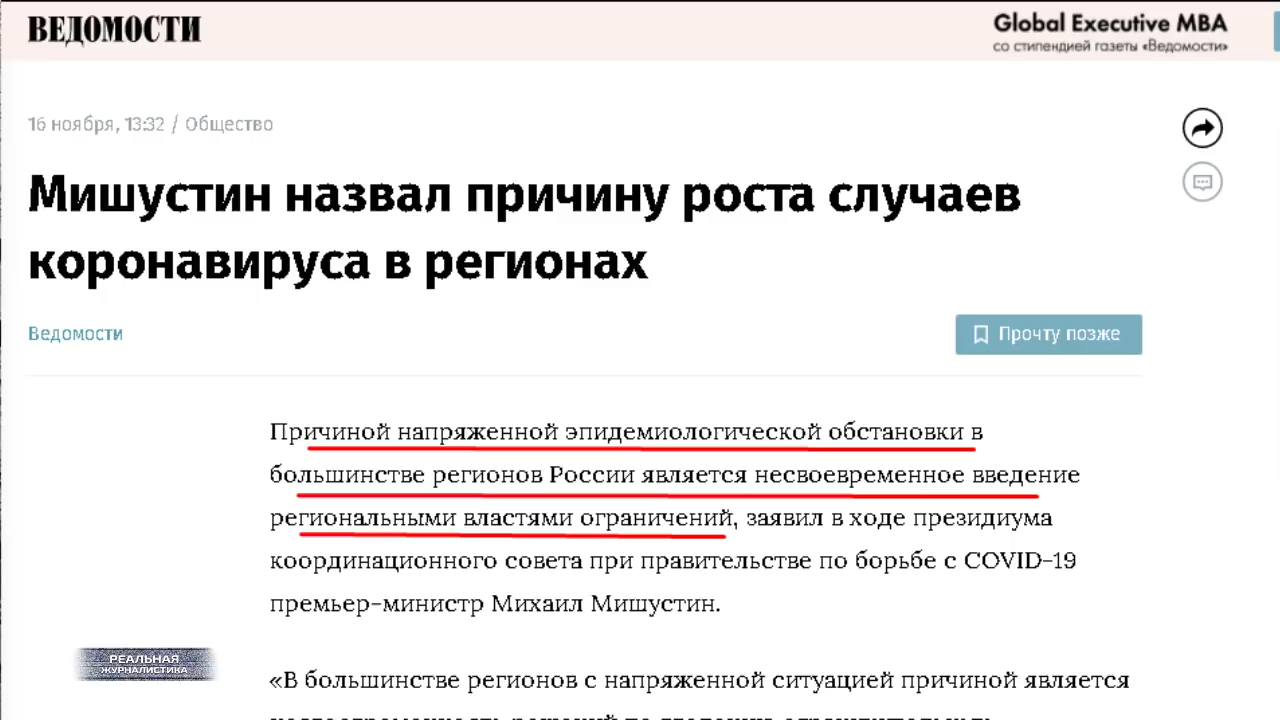 ВЕДОМОСТИ
Global Executive MBA
со стипендией газеты «Ведомости»
16 ноября, 13:32 / Общество
Мишустин назвал причину роста случаев
коронавируса в регионах
Ведомости
Прочту позже
Причиной напряженной эпидемиологической обстановки в
большинстве регионов России является несвоевременное введение
региональными властями ограничений, заявил в ходе президиума
координационного совета при правительстве по борьбе с COVID-19
премьер-министр Михаил Мишустин.
РЕАЛЬНАЯ
ЖУРНАЛИСТИКА
«В большинстве регионов с напряженной ситуацией причиной является